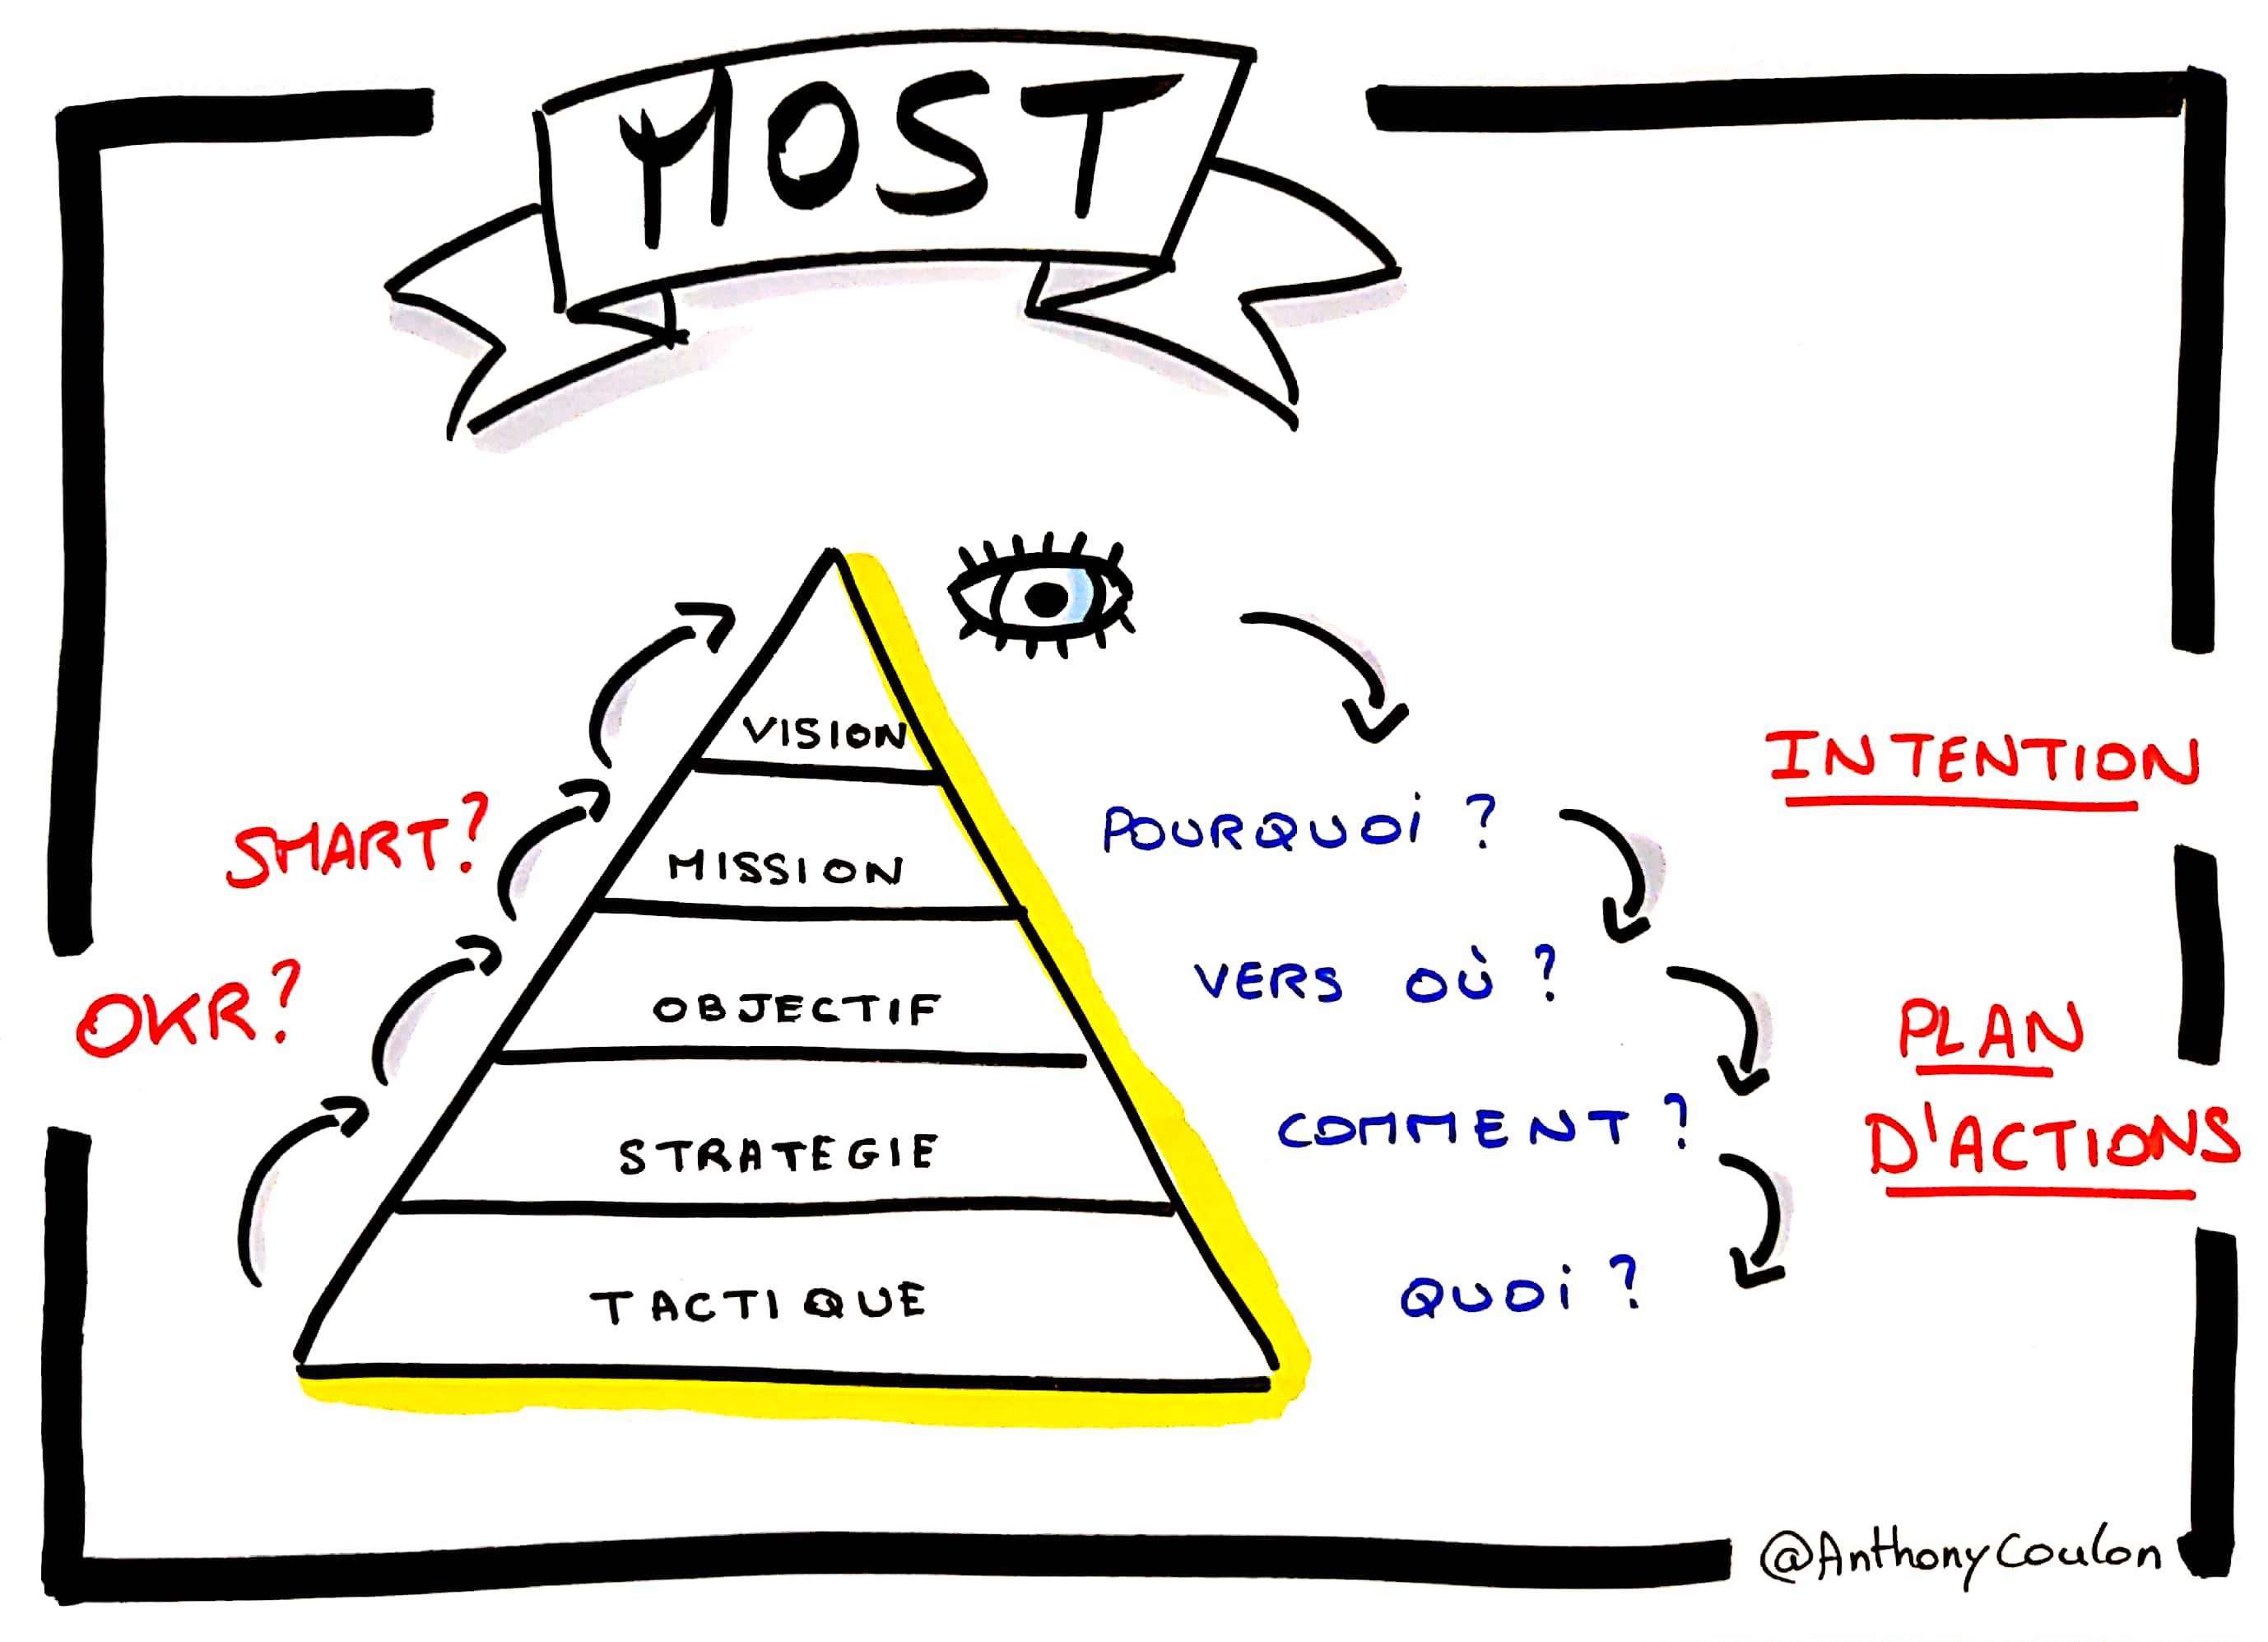 MOST
VISION
INTENTION
SMART?
MISSION
POURQUOI ?
OKR?
OBJECTIF
VERS OÙ ?
PLAN
D'ACTIONS
STRATEGIE
COMMENT ?
TACTIQUE
QUOI ?
@AnthonyCoulon